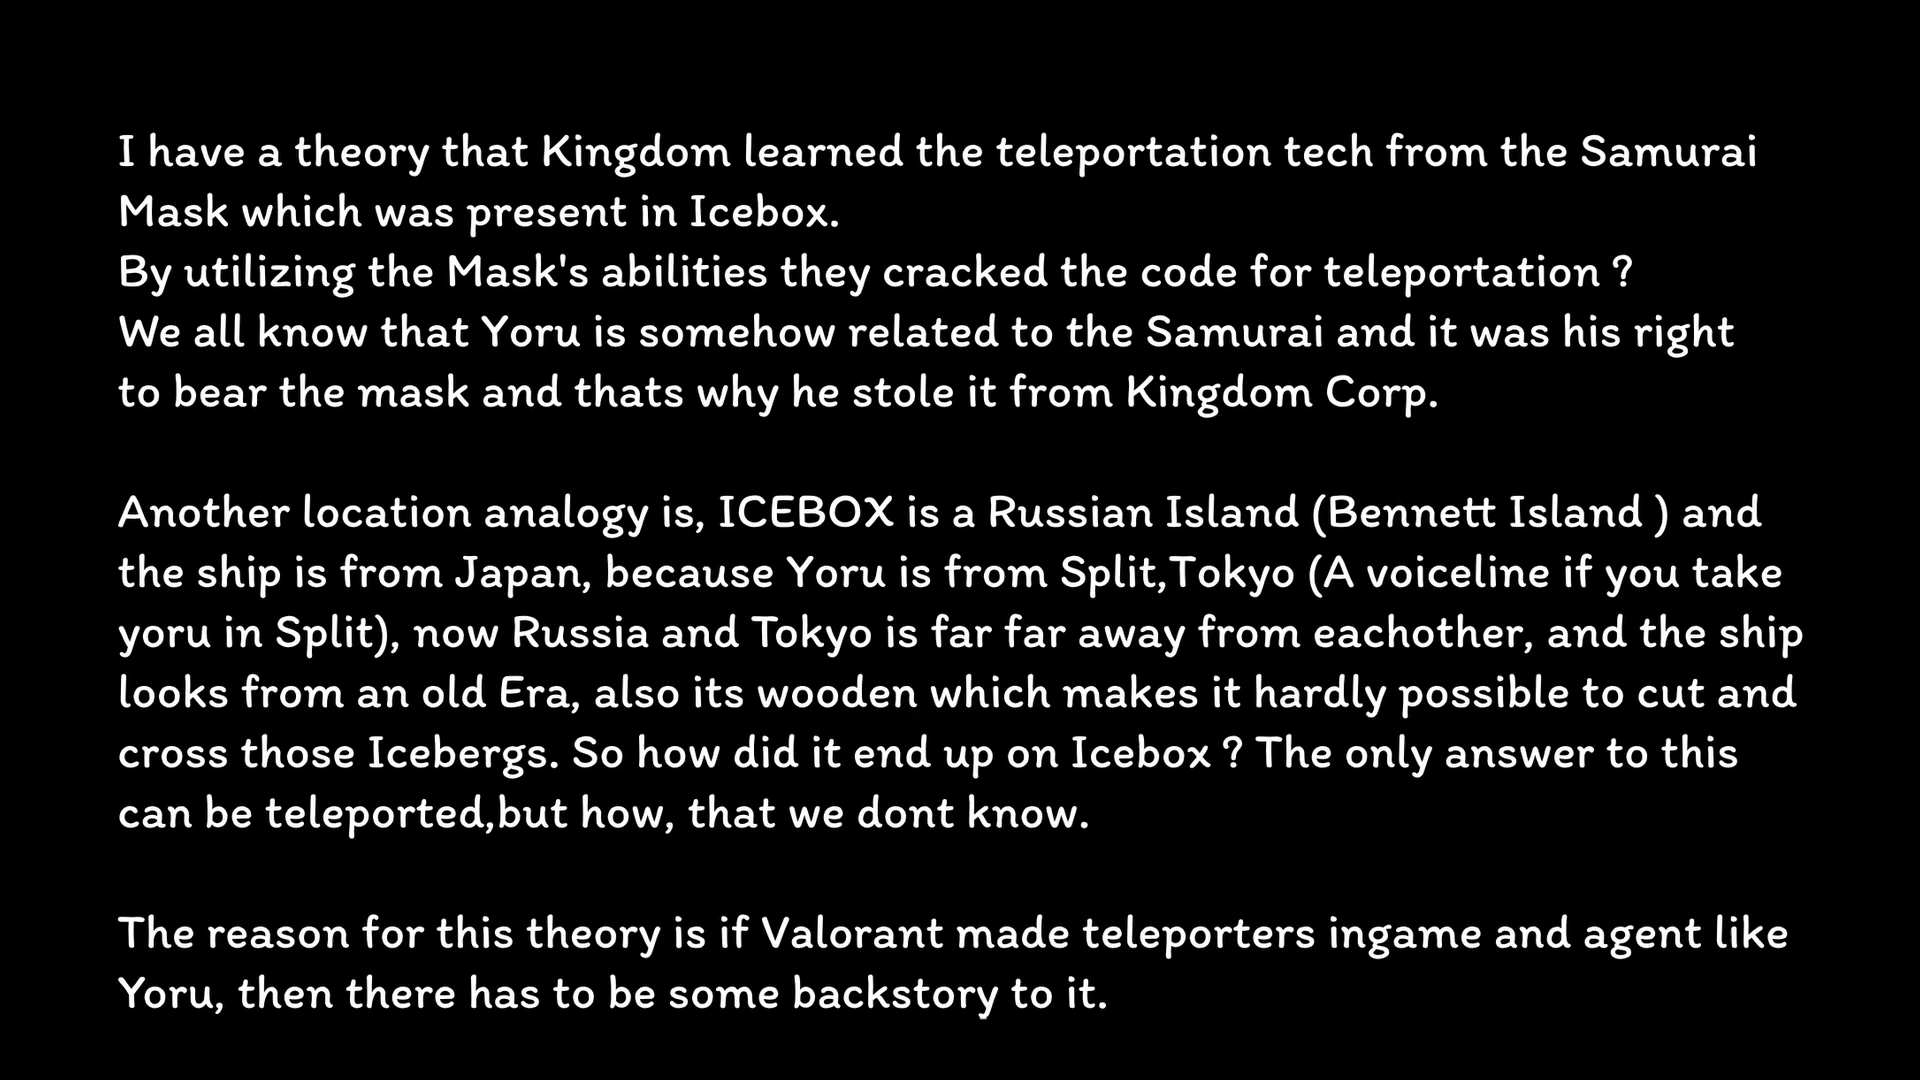 I have a theory that Kingdom learned the teleportation tech from the Samurai
Mask which was present in Icebox.
By utilizing the Mask's abilities they cracked the code for teleportation ?
We all know that Yoru is somehow related to the Samurai and it was his right
to bear the mask and thats why he stole it from Kingdom Corp.
Another location analogy is, ICEBOX is a Russian Island (Bennett Island ) and
the ship is from Japan, because Yoru is from Split,Tokyo (A voiceline if you take
yoru in Split), now Russia and Tokyo is far far away from eachother, and the ship
looks from an old Era, also its wooden which makes it hardly possible to cut and
cross those Icebergs. So how did it end up on Icebox ? The only answer to this
can be teleported,but how, that we dont know.
The reason for this theory is if Valorant made teleporters ingame and agent like
Yoru, then there has to be some backstory to it.